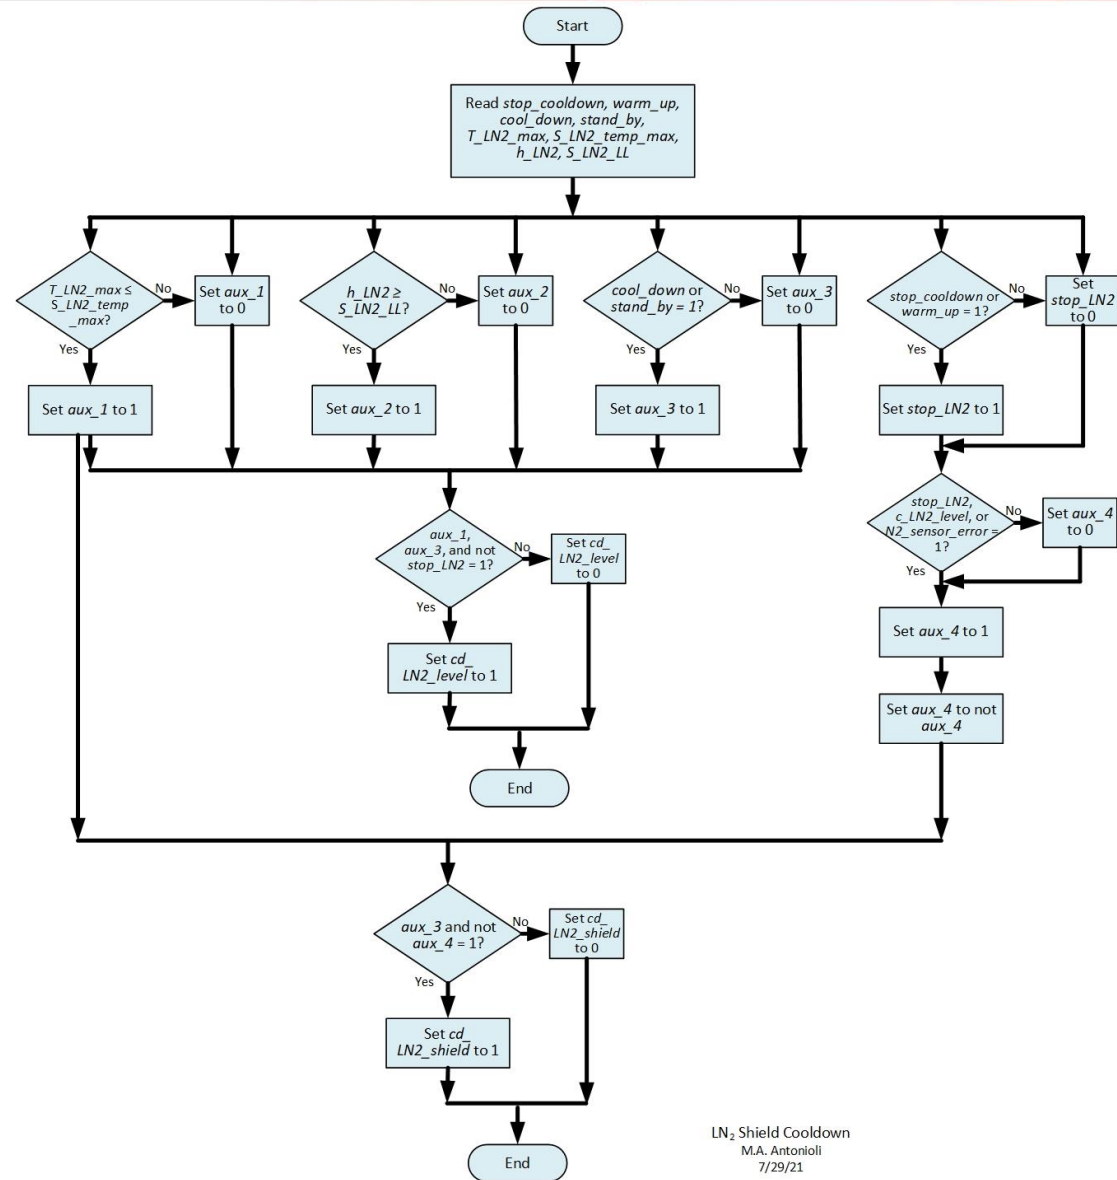 Start
Read stop_cooldown, warm_up,
cool_down, stand_by,
T_LN2_max, S_LN2_temp_max,
h_LN2, S_LN2_LL
T_LN2_max ≤
S_LN2_temp
_max?
No
Yes
Set aux_1
to 0
Set aux_1 to 1
h_LN2 ≥
S_LN2_LL?
No
Yes
Set aux_2
to 0
Set aux_2 to 1
cool_down or
stand_by = 1?
No
Yes
Set aux_3
to 0
Set aux_3 to 1
stop_cooldown or
warm_up = 1?
No
Yes
Set
stop_LN2
to 0
Set stop_LN2 to 1
stop_LN2,
c_LN2_level, or
N2_sensor_error =
1?
No
Yes
Set aux_4
to 0
Set aux_4 to 1
Set aux_4 to not
aux_4
aux_1,
aux_3, and not
stop_LN2 = 1?
No
Yes
Set cd_
LN2_level
to 0
Set cd_
LN2_level to 1
End
aux_3 and not
aux_4 = 1?
No
Yes
Set cd_
LN2_shield
to 0
Set cd_
LN2_shield to 1
End
LN₂ Shield Cooldown
M.A. Antonioli
7/29/21